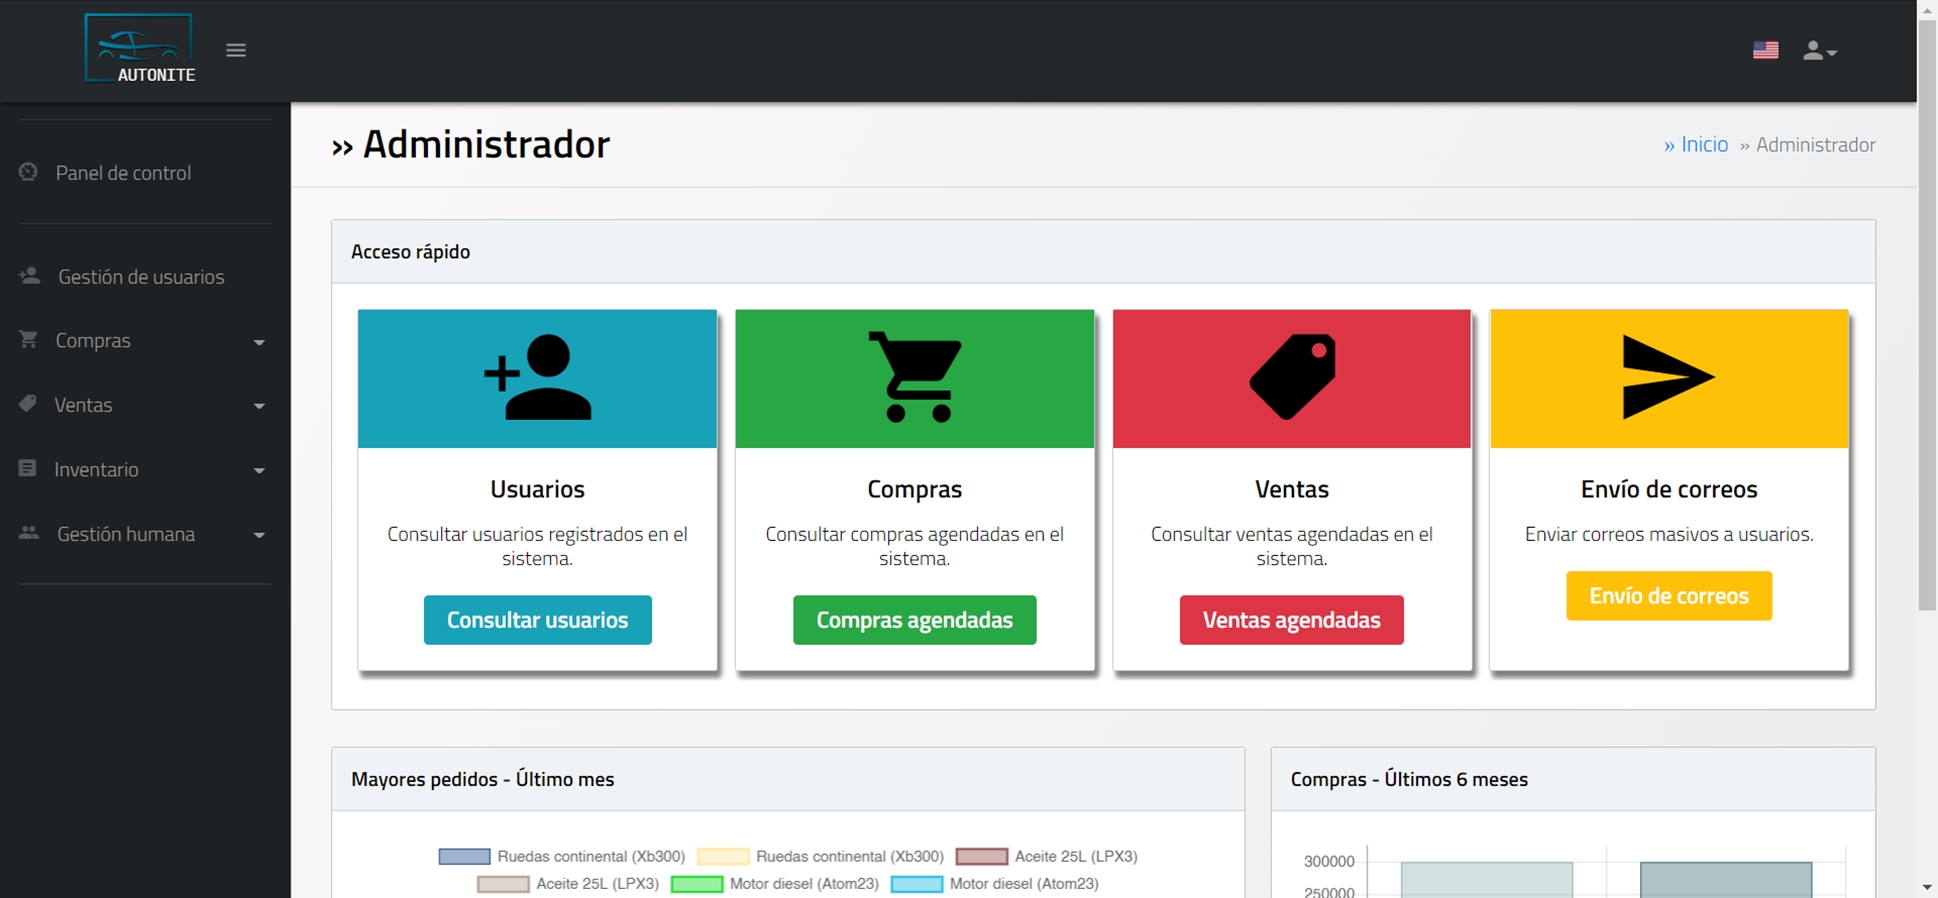 AUTONITE
Panel de control
Gestión de usuarios
Compras
Ventas
Inventario
Gestión humana
» Administrador
» Inicio » Administrador
Acceso rápido
Usuarios
Consultar usuarios registrados en el
sistema.
Consultar usuarios
Compras
Consultar compras agendadas en el
sistema.
Compras agendadas
Ventas
Consultar ventas agendadas en el
sistema.
Ventas agendadas
Envío de correos
Enviar correos masivos a usuarios.
Envío de correos
Mayores pedidos - Último mes
Ruedas continental (Xb300) Ruedas continental (Xb300) Aceite 25L (LPX3)
Aceite 25L (LPX3) Motor diesel (Atom23) Motor diesel (Atom23)
Compras - Últimos 6 meses
300000
250000